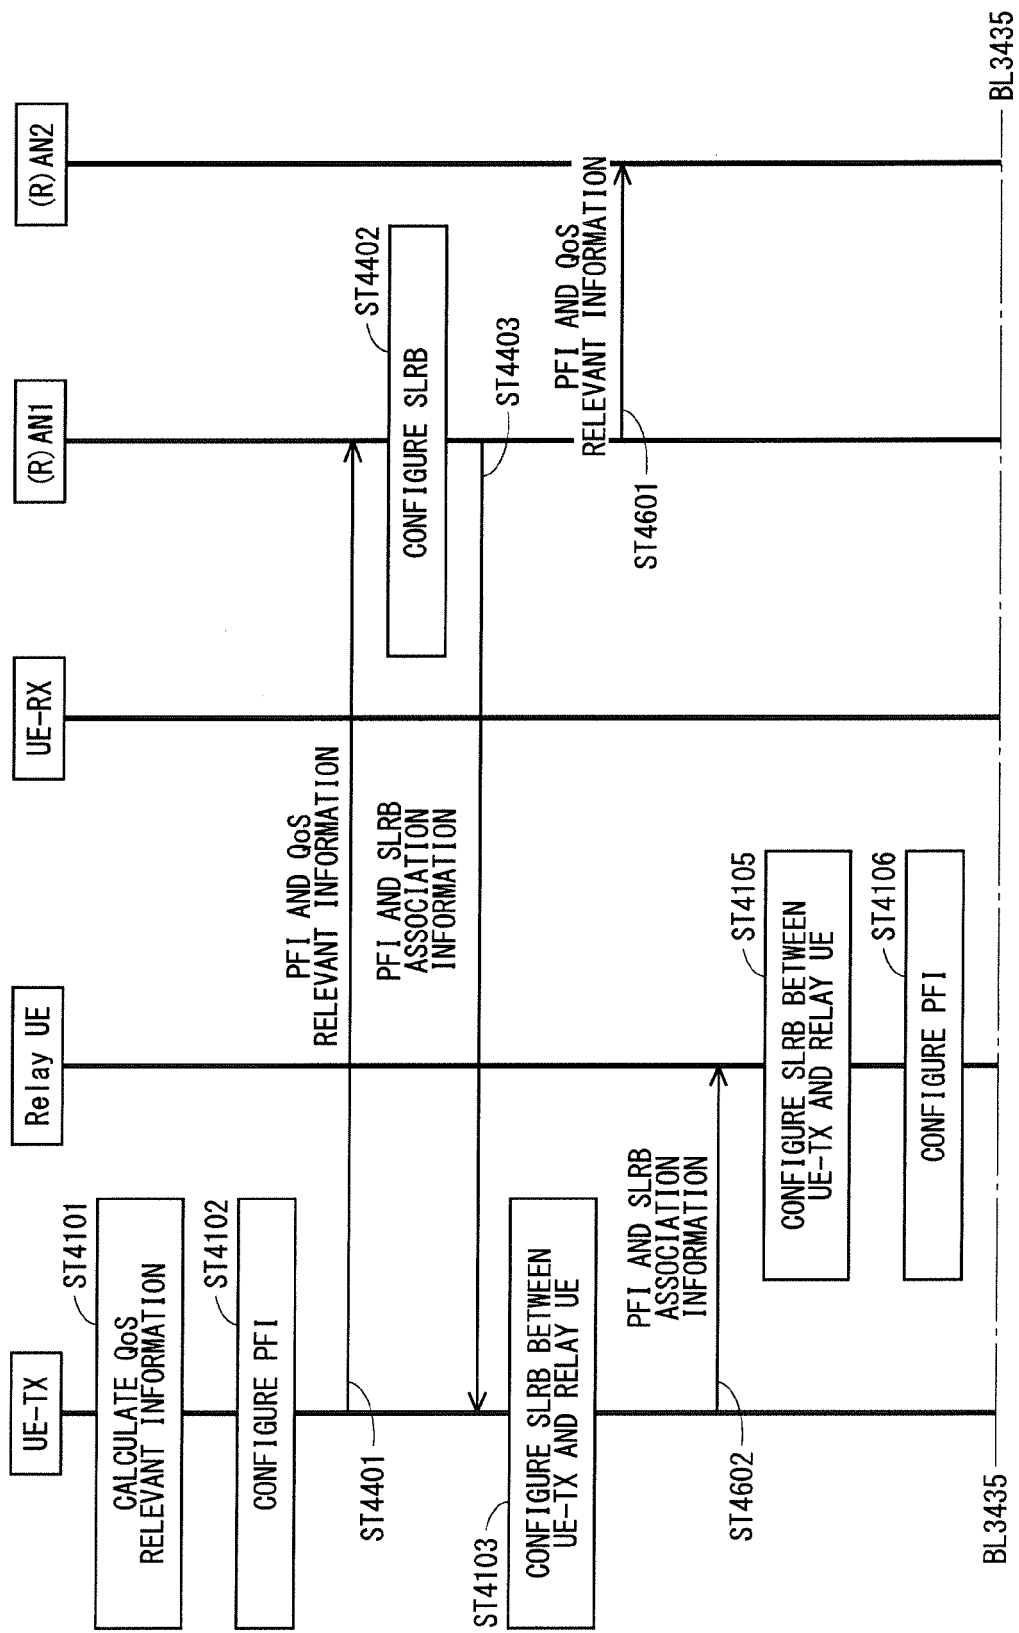 UE-TX
Relay UE
UE-RX
(R)AN1
(R)AN2
CALCULATE QoS
RELEVANT INFORMATION
ST4101
CONFIGURE PFI
ST4102
PFI AND QoS
RELEVANT INFORMATION
ST4401
CONFIGURE SLRB
ST4402
PFI AND SLRB
ASSOCIATION
INFORMATION
ST4403
CONFIGURE SLRB BETWEEN
UE-TX AND RELAY UE
ST4103
PFI AND QoS
RELEVANT INFORMATION
ST4601
PFI AND SLRB
ASSOCIATION
INFORMATION
ST4602
CONFIGURE SLRB BETWEEN
UE-TX AND RELAY UE
ST4105
CONFIGURE PFI
ST4106
BL3435
BL3435